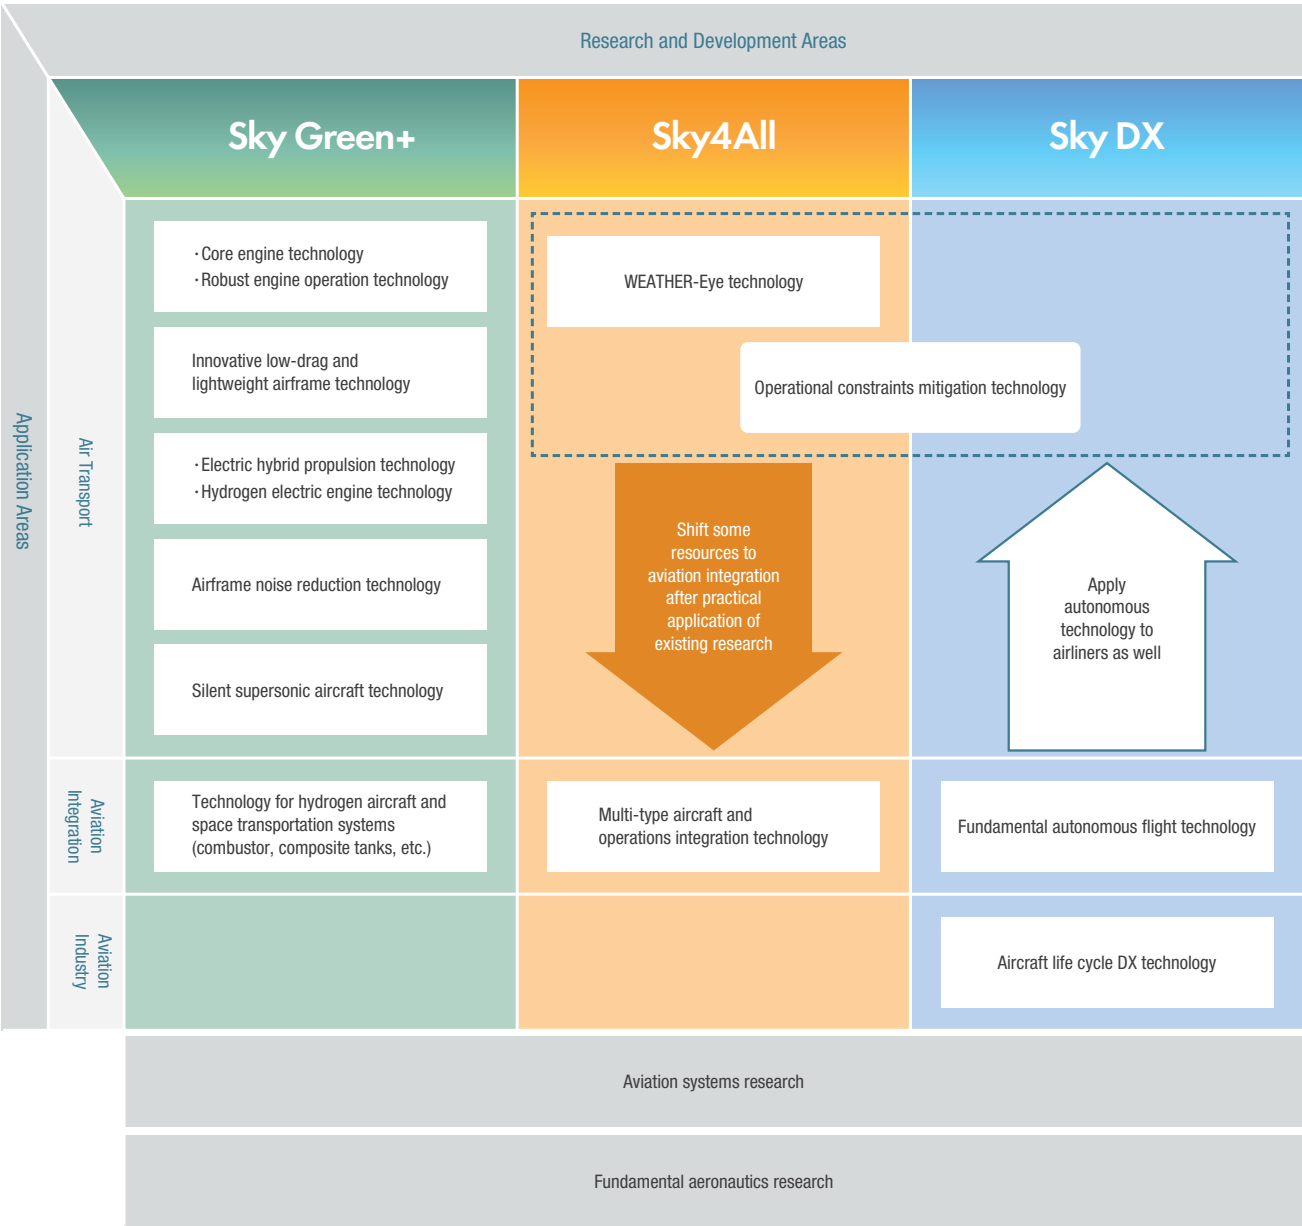 Research and Development Areas
Application Areas
Sky Green+
Sky4All
Sky DX
Air Transport
・Core engine technology
・Robust engine operation technology
Innovative low-drag and
lightweight airframe technology
・Electric hybrid propulsion technology
・Hydrogen electric engine technology
Airframe noise reduction technology
Silent supersonic aircraft technology
WEATHER-Eye technology
Operational constraints mitigation technology
Shift some
resources to
aviation integration
after practical
application of
existing research
Apply
autonomous
technology to
airliners as well
Aviation
Integration
Technology for hydrogen aircraft and
space transportation systems
(combustor, composite tanks, etc.)
Multi-type aircraft and
operations integration technology
Fundamental autonomous flight technology
Aviation
Industry
Aircraft life cycle DX technology
Aviation systems research
Fundamental aeronautics research